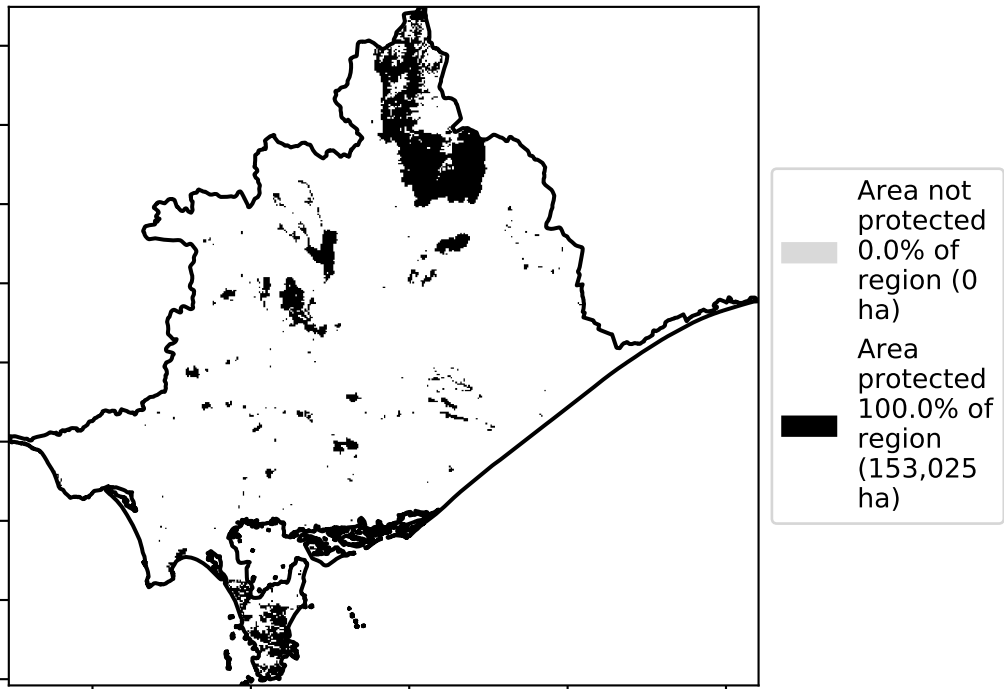 Area not
protected
0.0% of
region (0
ha)
Area
protected
100.0% of
region
(153,025
ha)